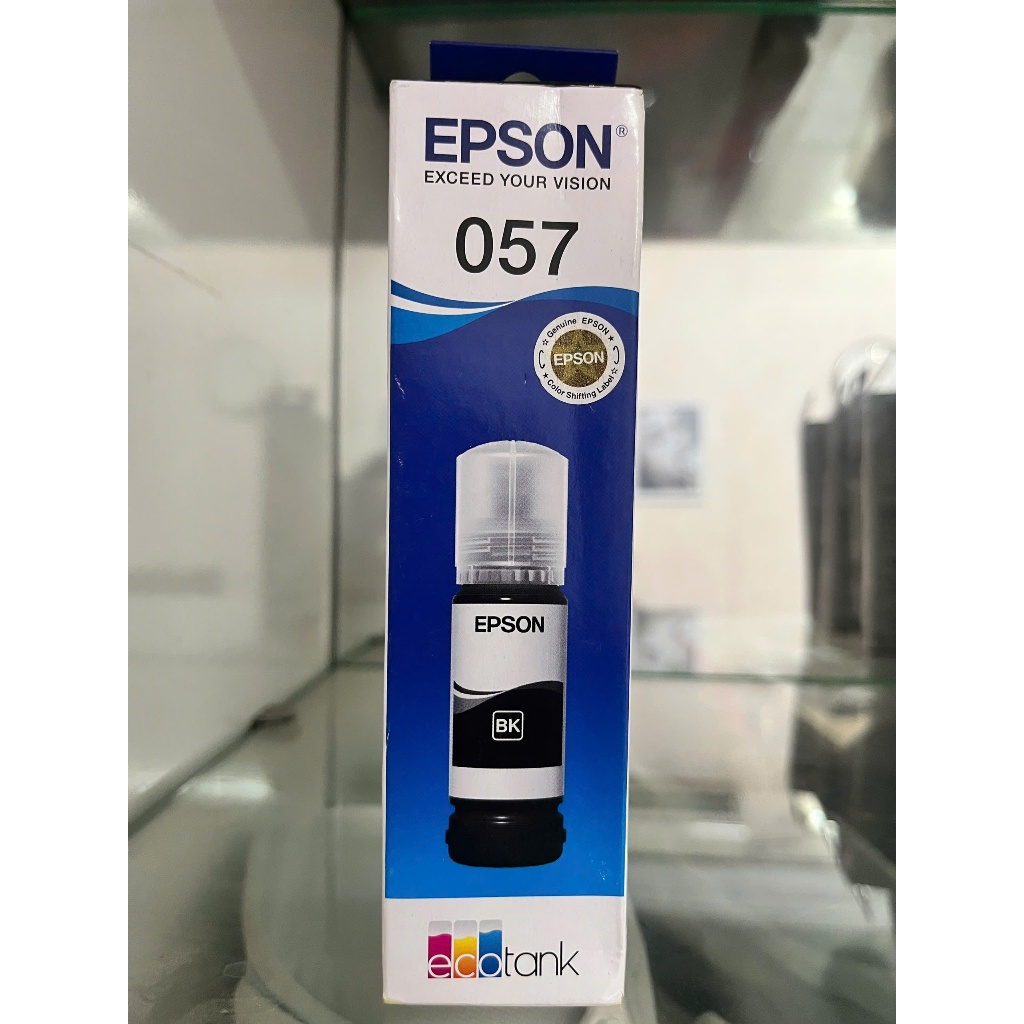 EPSON®
EXCEED YOUR VISION
057
☆ Genuine EPSON ★
EPSON
★ Color Shifting Label ☆
EPSON
BK
ecotank